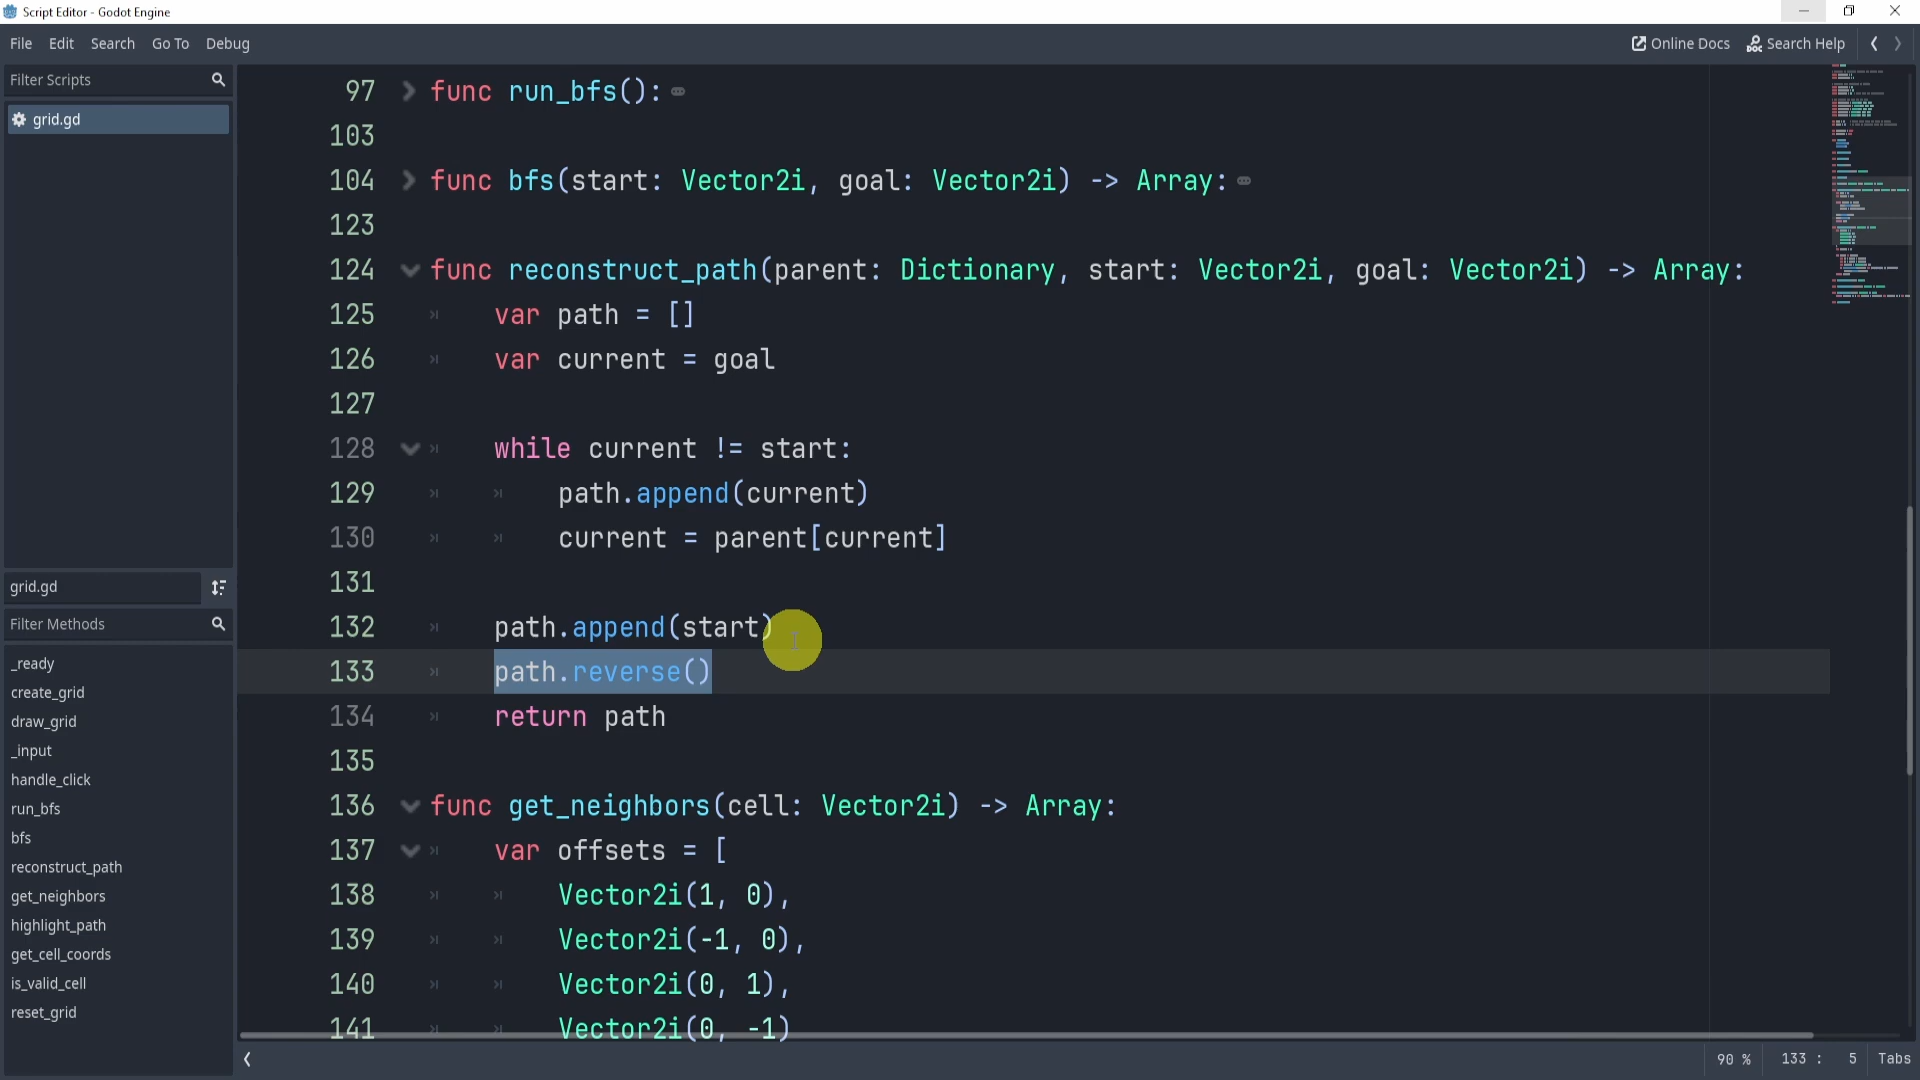 Script Editor - Godot Engine
File Edit Search Go To Debug
Online Docs Search Help
Filter Scripts
grid.gd
grid.gd
Filter Methods
_ready
create_grid
draw_grid
_input
handle_click
run_bfs
bfs
reconstruct_path
get_neighbors
highlight_path
get_cell_coords
is_valid_cell
reset_grid
97 func run_bfs():
103
104 func bfs(start: Vector2i, goal: Vector2i) -> Array:
123
124 func reconstruct_path(parent: Dictionary, start: Vector2i, goal: Vector2i) -> Array:
125 var path = []
126 var current = goal
127
128 while current != start:
129 path.append(current)
130 current = parent[current]
131
132 path.append(start)
133 path.reverse()
134 return path
135
136 func get_neighbors(cell: Vector2i) -> Array:
137 var offsets = [
138 Vector2i(1, 0),
139 Vector2i(-1, 0),
140 Vector2i(0, 1),
141 Vector2i(0, -1)
90 % 133 : 5 Tabs